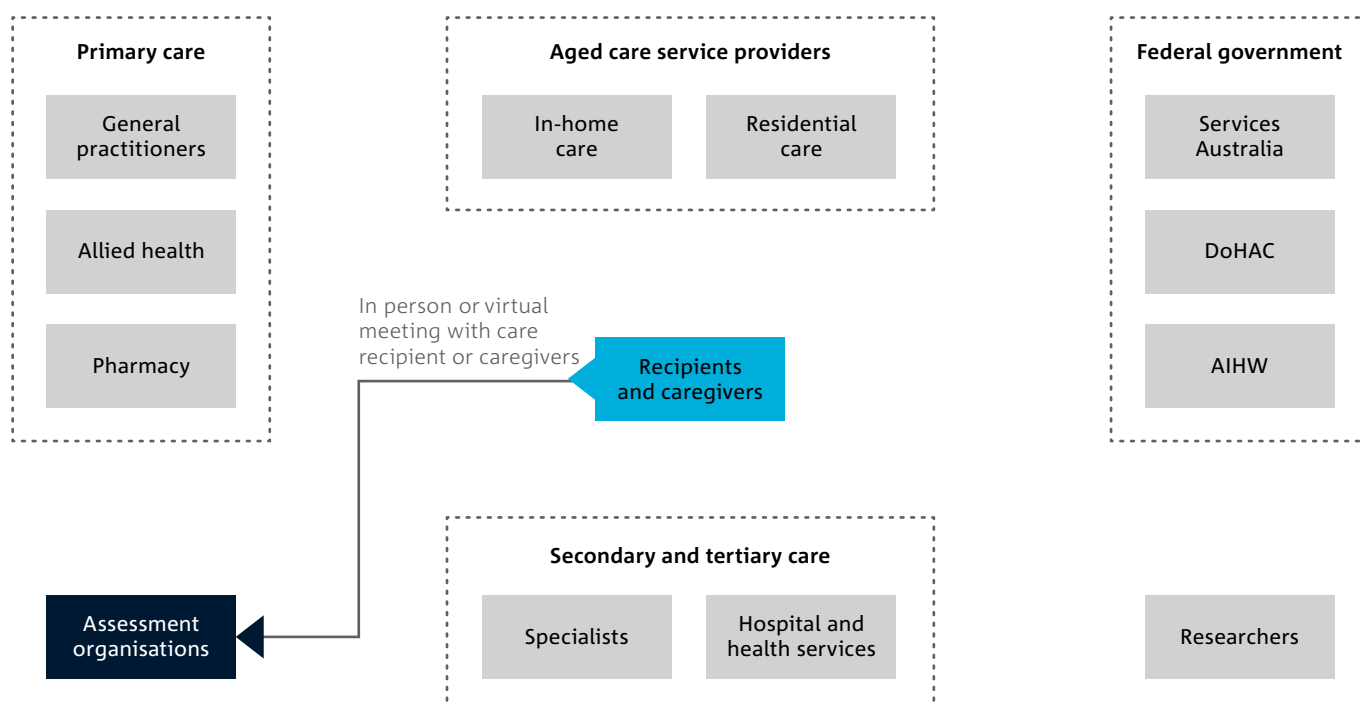 Primary care
General
practitioners
Allied health
Pharmacy
Aged care service providers
In-home
care
Residential
care
Federal government
Services
Australia
DoHAC
AIHW
In person or virtual
meeting with care
recipient or caregivers
Recipients
and caregivers
Assessment
organisations
Secondary and tertiary care
Specialists
Hospital and
health services
Researchers